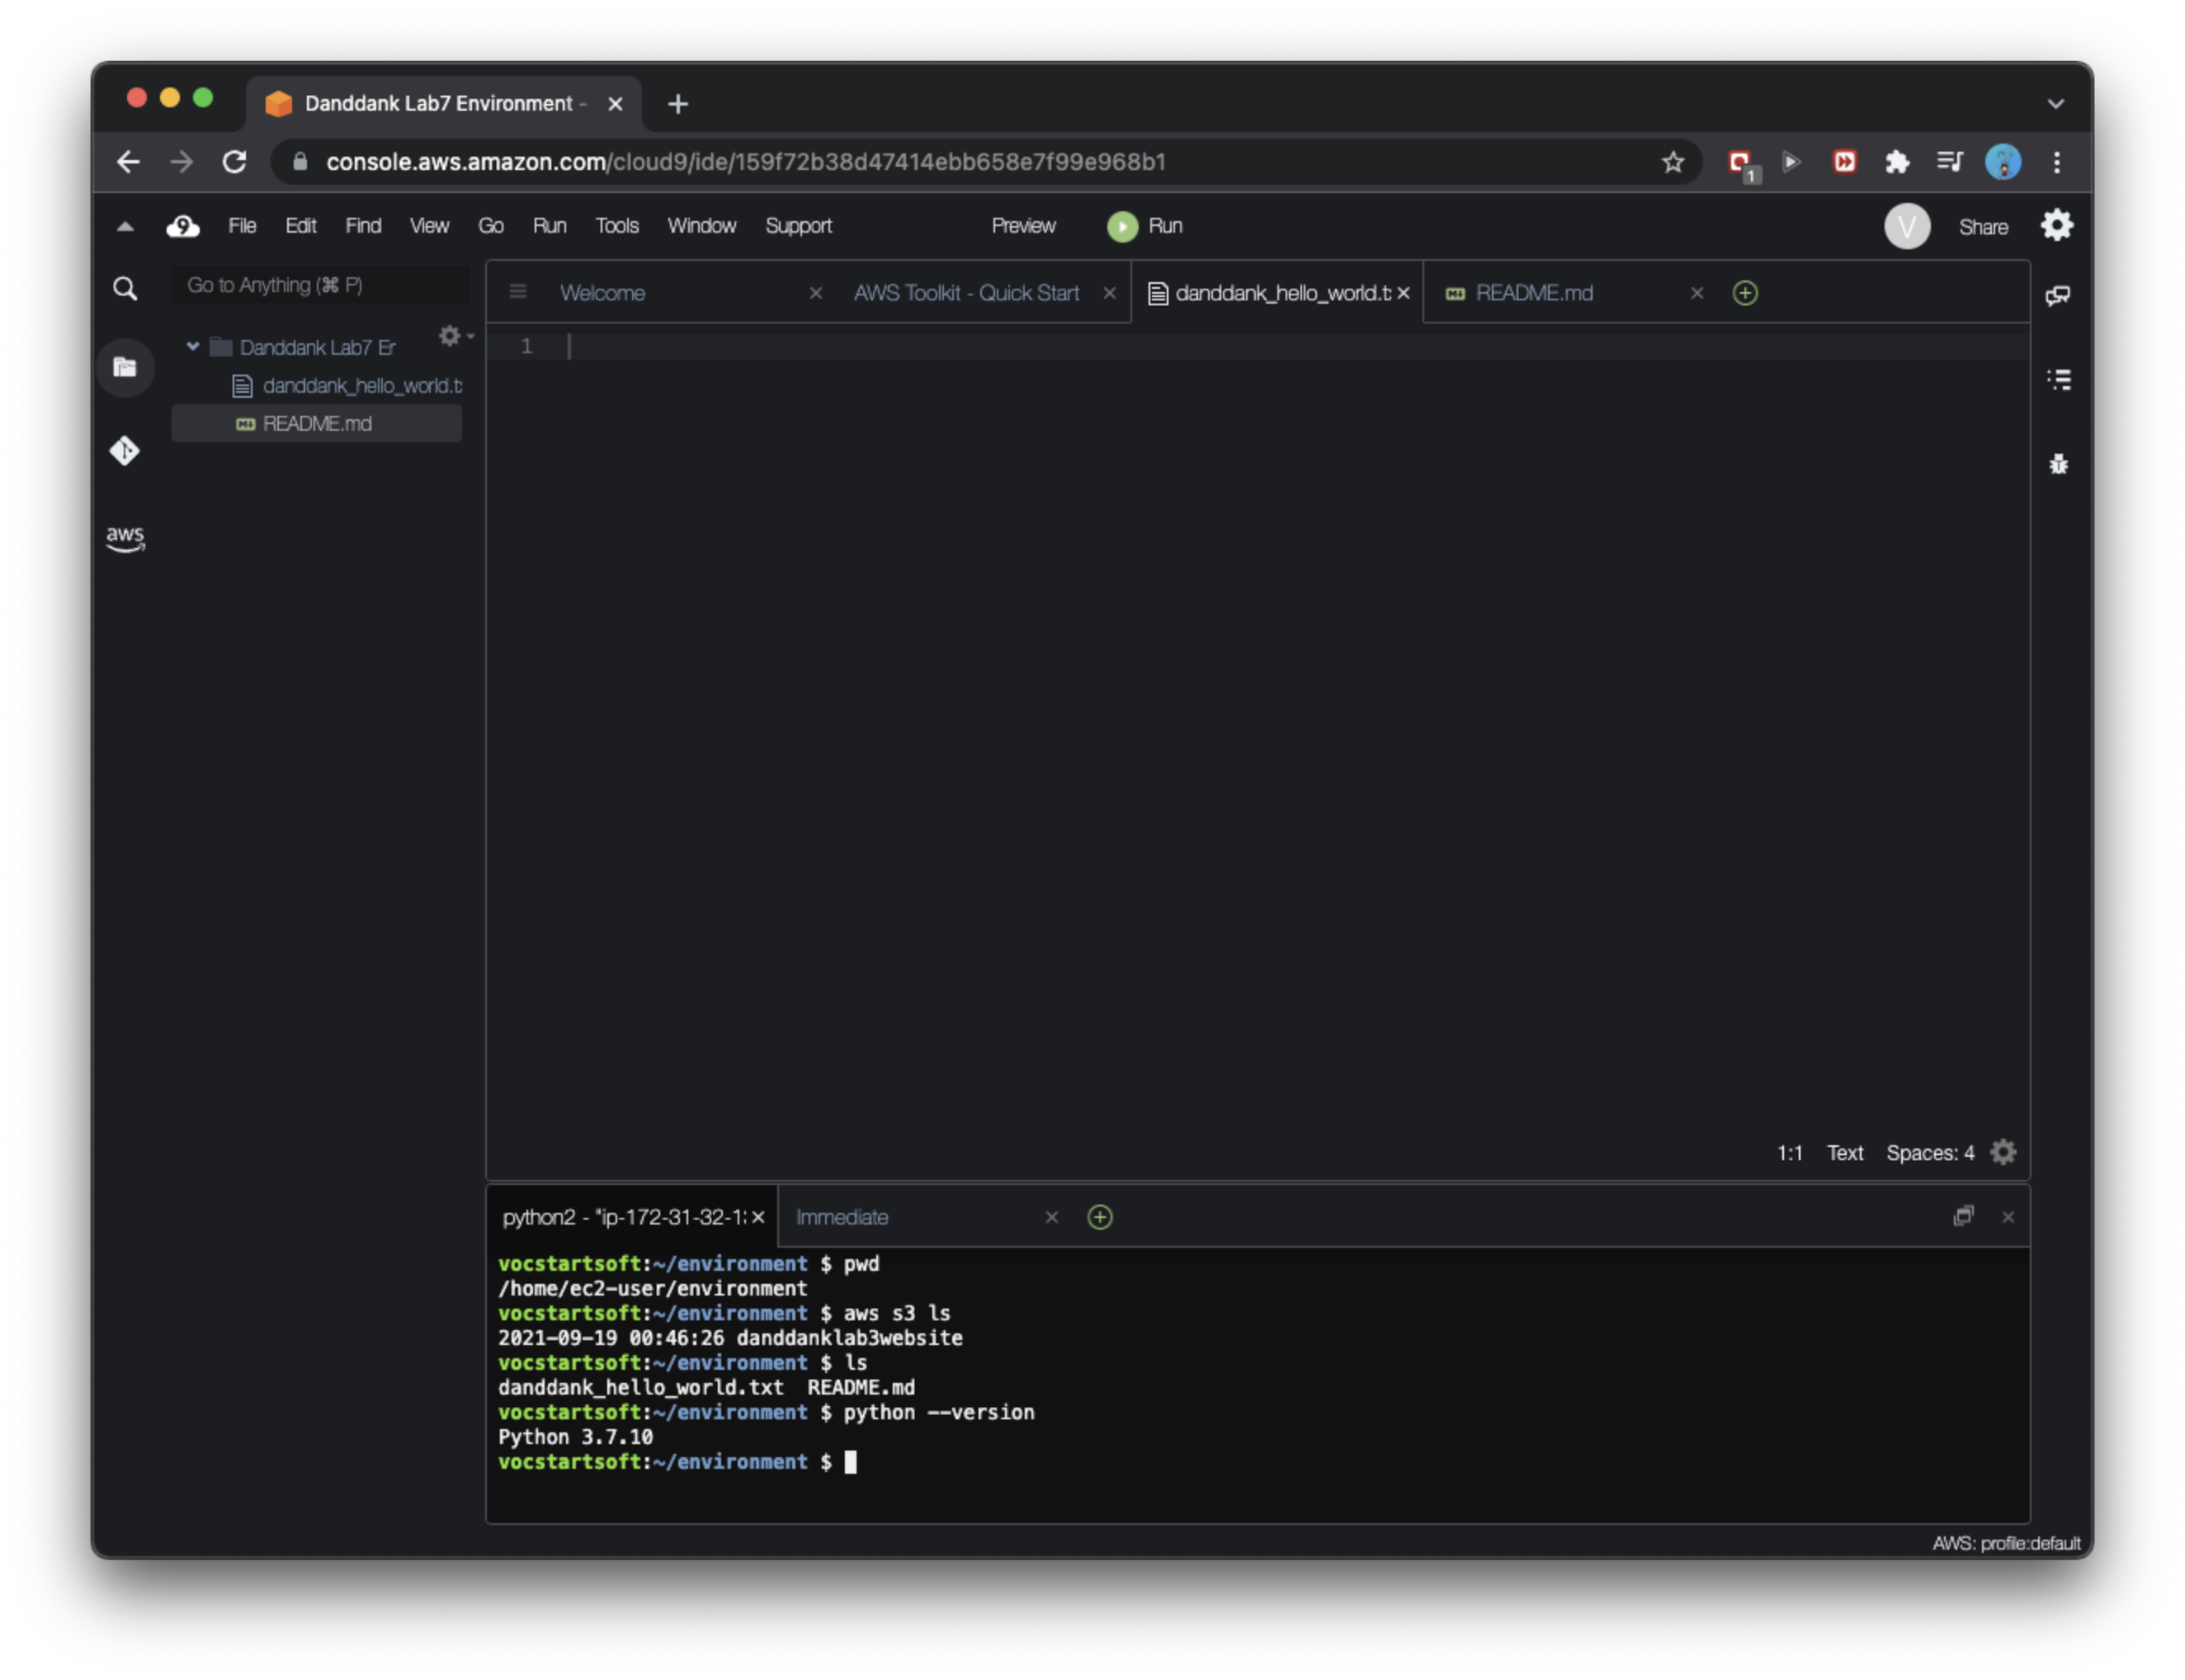 Danddank Lab7 Environment -
console.aws.amazon.com/cloud9/ide/159f72b38d47414ebb658e7f99e968b1
1
9 File Edit Find View Go Run Tools Window Support Preview Run V Share
Go to Anything (⌘ P)
Welcome AWS Toolkit - Quick Start danddank_hello_world.t README.md
Danddank Lab7 Er
danddank_hello_world.t
README.md
aws
1
1:1 Text Spaces: 4
python2 - "ip-172-31-32-1 Immediate
vocstartsoft:~/environment $ pwd
/home/ec2-user/environment
vocstartsoft:~/environment $ aws s3 ls
2021-09-19 00:46:26 danddanklab3website
vocstartsoft:~/environment $ ls
danddank_hello_world.txt  README.md
vocstartsoft:~/environment $ python --version
Python 3.7.10
vocstartsoft:~/environment $
AWS: profile:default